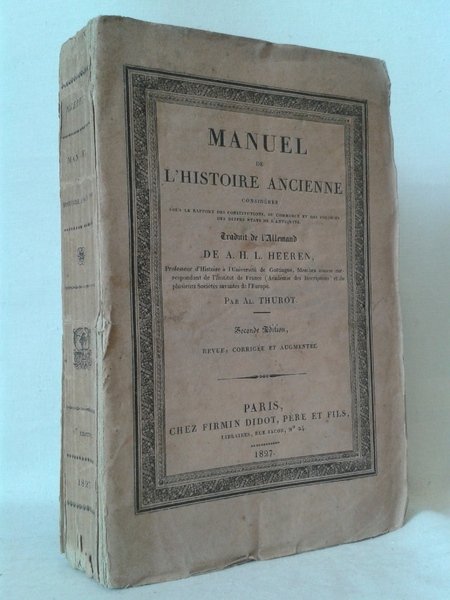 MANUEL
DE
L'HISTOIRE ANCIENNE
CONSIDÉRÉE
SOUS LE RAPPORT DES CONSTITUTIONS, DU COMMERCE ET DES COLONIES
DES DIVERS ÉTATS DE L'ANTIQUITÉ.
Traduit de l'Allemand
DE A. H. L. HEEREN,
Professeur d'Histoire à l'Université de Gottingue, Membre
respondant de l'Institut de France (Académie des Inscriptions) et de
plusieurs Sociétés savantes de l'Europe.
PAR AL. THUROT.
Seconde Édition,
REVUE, CORRIGÉE ET AUGMENTÉE.
PARIS,
CHEZ FIRMIN DIDOT, PÈRE ET FILS,
LIBRAIRES, RUE JACOB, Nº 24.
1827.
1827